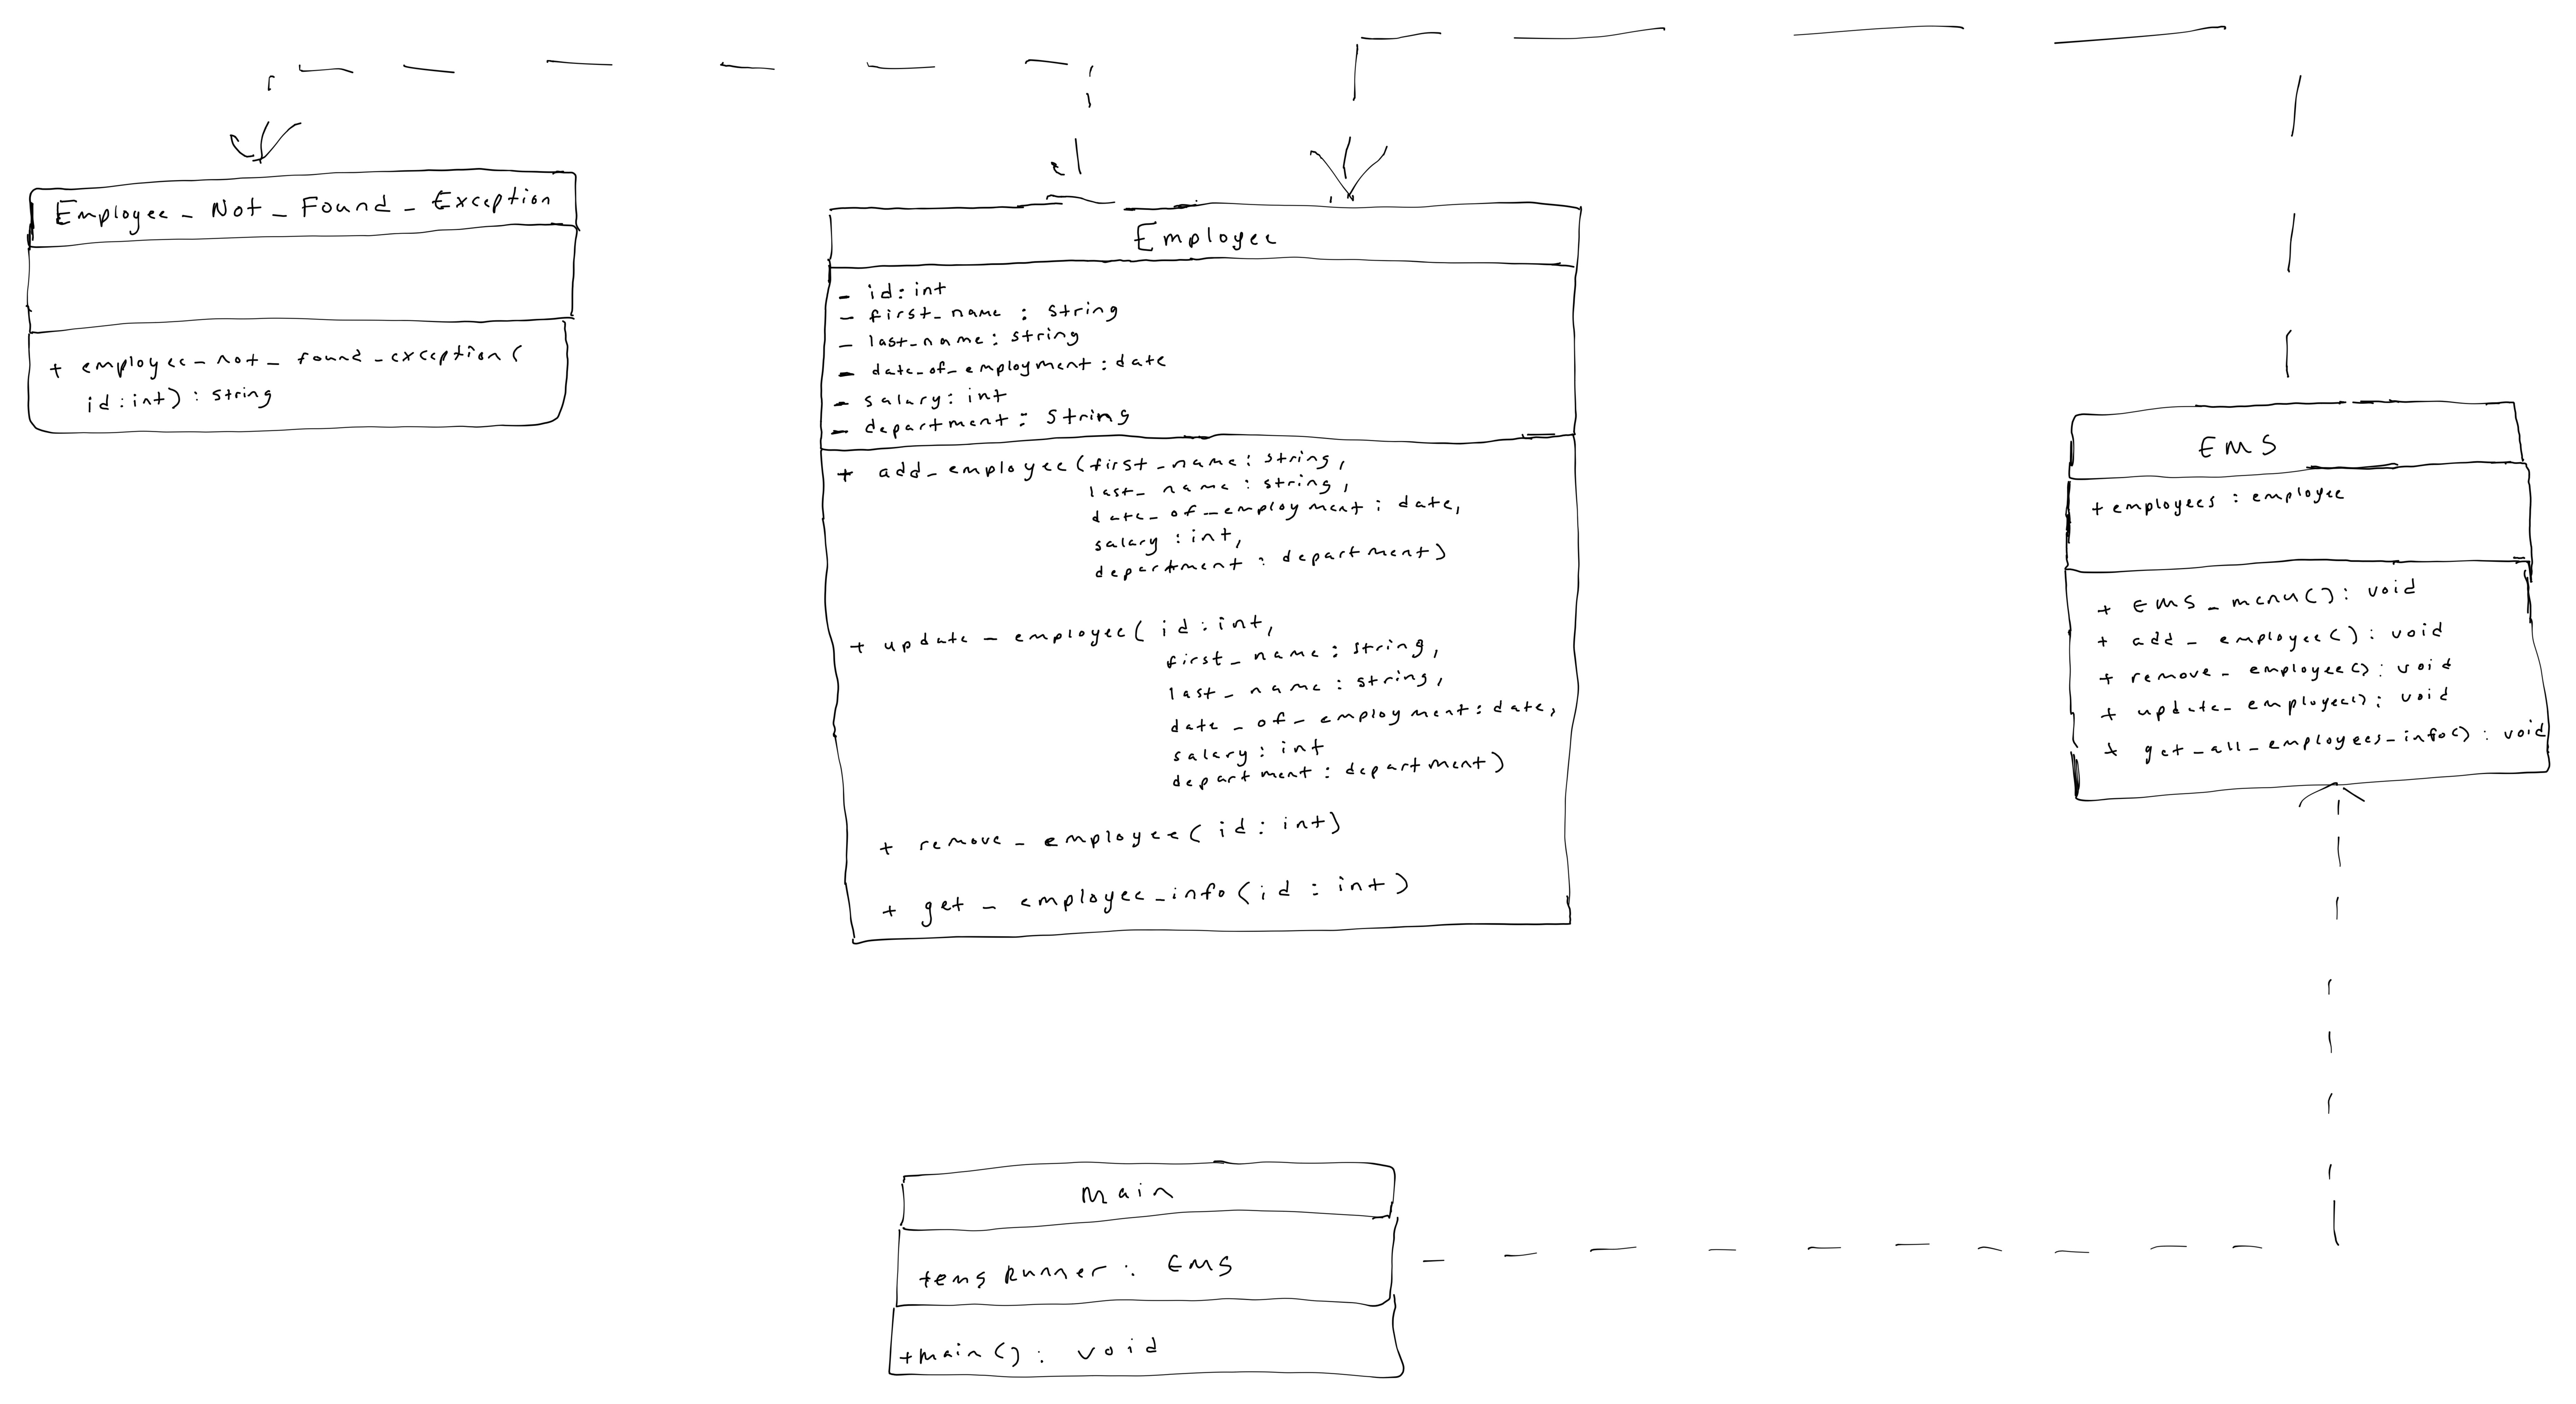 Employee_Not_Found_Exception
+ employee_not_found_exception(
id:int) : string
Employee
- id: int
- first_name : string
- last_name: string
- date_of_employment: date
- salary: int
- department: string
+ add_employee(first_name: string,
last_name: string,
date_of_employment: date,
salary : int,
department : department)
+ update_employee( id: int,
first_name: string,
last_name: string,
date_of_employment: date,
salary: int
department: department)
+ remove_employee( id: int)
+ get_employee_info(id : int)
EMS
+ employees : employee
+ EMS_menu(): void
+ add_employee(): void
+ remove_employee(): void
+ update_employee(): void
+ get_all_employees_info() : void
Main
+ems Runner: EMS
+main(): void